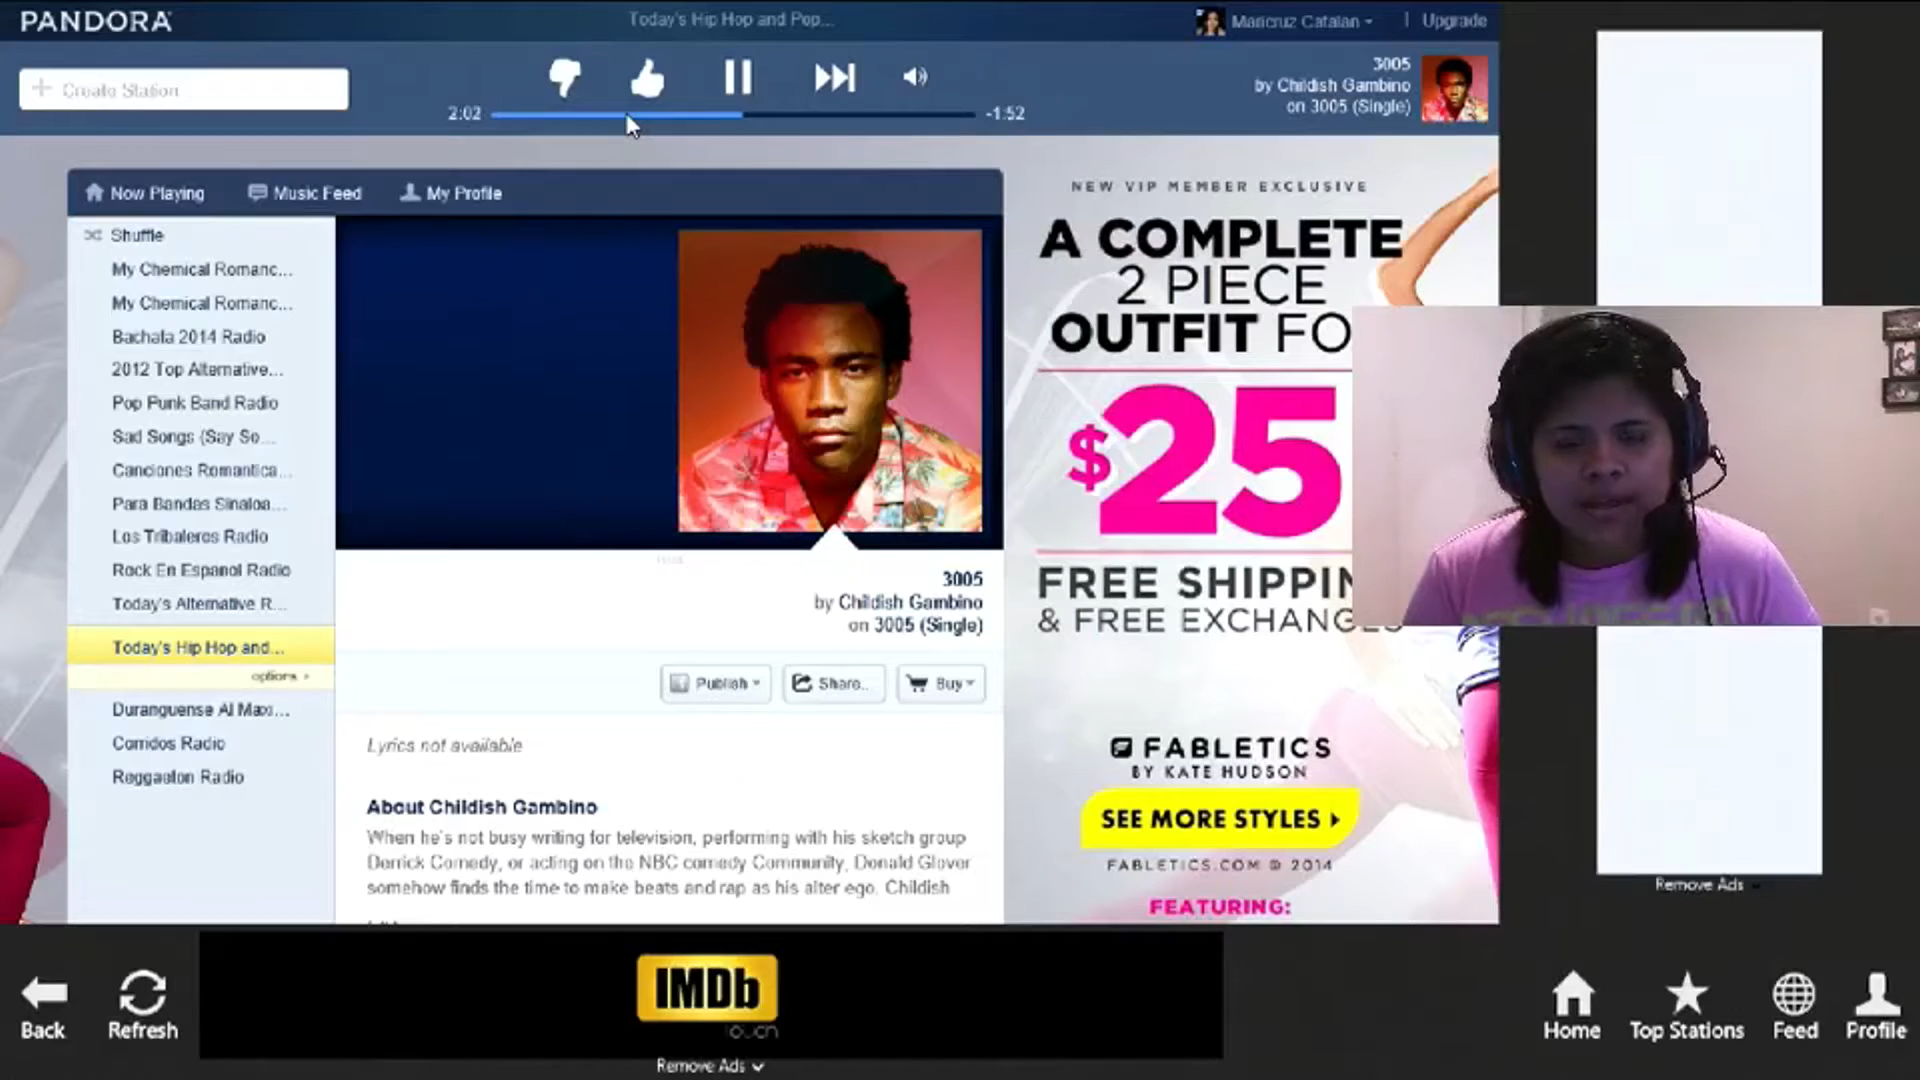 PANDORA
Today's Hip Hop and Pop...
Maricruz Catalan
Upgrade
Create Station
2:02
-1:52
3005
by Childish Gambino
on 3005 (Single)
Now Playing
Music Feed
My Profile
Shuffle
My Chemical Romanc...
My Chemical Romanc...
Bachata 2014 Radio
2012 Top Alternative...
Pop Punk Band Radio
Sad Songs (Say So...
Canciones Romantica...
Para Bandas Sinaloa...
Los Tribaleros Radio
Rock En Espanol Radio
Today's Alternative R...
Today's Hip Hop and...
options
Duranguense Al Maxi...
Corridos Radio
Reggaeton Radio
3005
by Childish Gambino
on 3005 (Single)
Publish
Share...
Buy
Lyrics not available
About Childish Gambino
When he's not busy writing for television, performing with his sketch group
Derrick Comedy, or acting on the NBC comedy Community, Donald Glover
somehow finds the time to make beats and rap as his alter ego. Childish
NEW VIP MEMBER EXCLUSIVE
A COMPLETE
2 PIECE
OUTFIT FO
$25
FREE SHIPPIN
& FREE EXCHANGES
FABLETICS
BY KATE HUDSON
SEE MORE STYLES
FABLETICS.COM © 2014
FEATURING:
Remove Ads
Back
Refresh
IMDb
touch
Remove Ads
Home
Top Stations
Feed
Profile